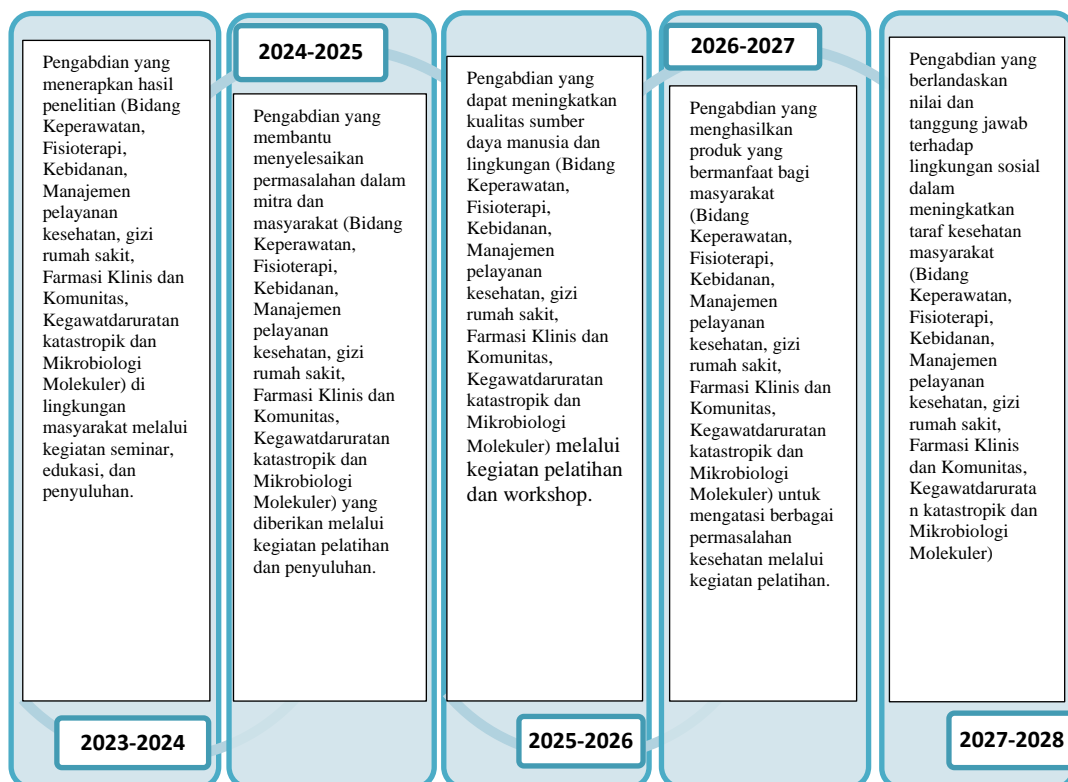 Pengabdian yang
menerapkan hasil
penelitian (Bidang
Keperawatan,
Fisioterapi,
Kebidanan,
Manajemen
pelayanan
kesehatan, gizi
rumah sakit,
Farmasi Klinis dan
Komunitas,
Kegawatdaruratan
katastropik dan
Mikrobiologi
Molekuler) di
lingkungan
masyarakat melalui
kegiatan seminar,
edukasi, dan
penyuluhan.
2023-2024
2024-2025
Pengabdian yang
membantu
menyelesaikan
permasalahan dalam
mitra dan
masyarakat (Bidang
Keperawatan,
Fisioterapi,
Kebidanan,
Manajemen
pelayanan
kesehatan, gizi
rumah sakit,
Farmasi Klinis dan
Komunitas,
Kegawatdaruratan
katastropik dan
Mikrobiologi
Molekuler) yang
diberikan melalui
kegiatan pelatihan
dan penyuluhan.
Pengabdian yang
dapat meningkatkan
kualitas sumber
daya manusia dan
lingkungan (Bidang
Keperawatan,
Fisioterapi,
Kebidanan,
Manajemen
pelayanan
kesehatan, gizi
rumah sakit,
Farmasi Klinis dan
Komunitas,
Kegawatdaruratan
katastropik dan
Mikrobiologi
Molekuler) melalui
kegiatan pelatihan
dan workshop.
2025-2026
2026-2027
Pengabdian yang
menghasilkan
produk yang
bermanfaat bagi
masyarakat
(Bidang
Keperawatan,
Fisioterapi,
Kebidanan,
Manajemen
pelayanan
kesehatan, gizi
rumah sakit,
Farmasi Klinis dan
Komunitas,
Kegawatdaruratan
katastropik dan
Mikrobiologi
Molekuler) untuk
mengatasi berbagai
permasalahan
kesehatan melalui
kegiatan pelatihan.
Pengabdian yang
berlandaskan
nilai dan
tanggung jawab
terhadap
lingkungan sosial
dalam
meningkatkan
taraf kesehatan
masyarakat
(Bidang
Keperawatan,
Fisioterapi,
Kebidanan,
Manajemen
pelayanan
kesehatan, gizi
rumah sakit,
Farmasi Klinis
dan Komunitas,
Kegawatdarurata
n katastropik dan
Mikrobiologi
Molekuler)
2027-2028